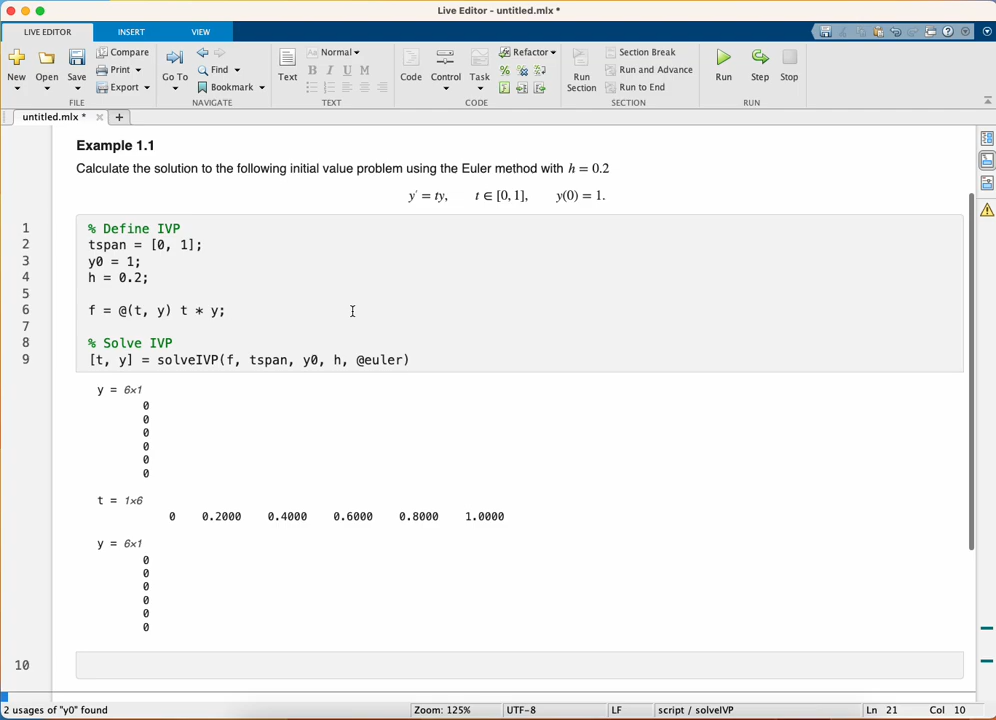 Live Editor - untitled.mlx *
LIVE EDITOR INSERT VIEW
New Open Save Compare Print Export FILE
Go To Find Bookmark NAVIGATE
Text Normal B I U M TEXT
Code Control Task Refactor CODE
Run Section Section Break Run and Advance Run to End SECTION
Run Step Stop RUN
untitled.mlx * × +
Example 1.1
Calculate the solution to the following initial value problem using the Euler method with h = 0.2
y′ = ty, t ∈ [0, 1], y(0) = 1.
1 % Define IVP
2 tspan = [0, 1];
3 y0 = 1;
4 h = 0.2;
5
6 f = @(t, y) t * y;
7
8 % Solve IVP
9 [t, y] = solveIVP(f, tspan, y0, h, @euler)
y = 6×1
0
0
0
0
0
0
t = 1×6
0 0.2000 0.4000 0.6000 0.8000 1.0000
y = 6×1
0
0
0
0
0
0
10
2 usages of "y0" found Zoom: 125% UTF-8 LF script / solveIVP Ln 21 Col 10